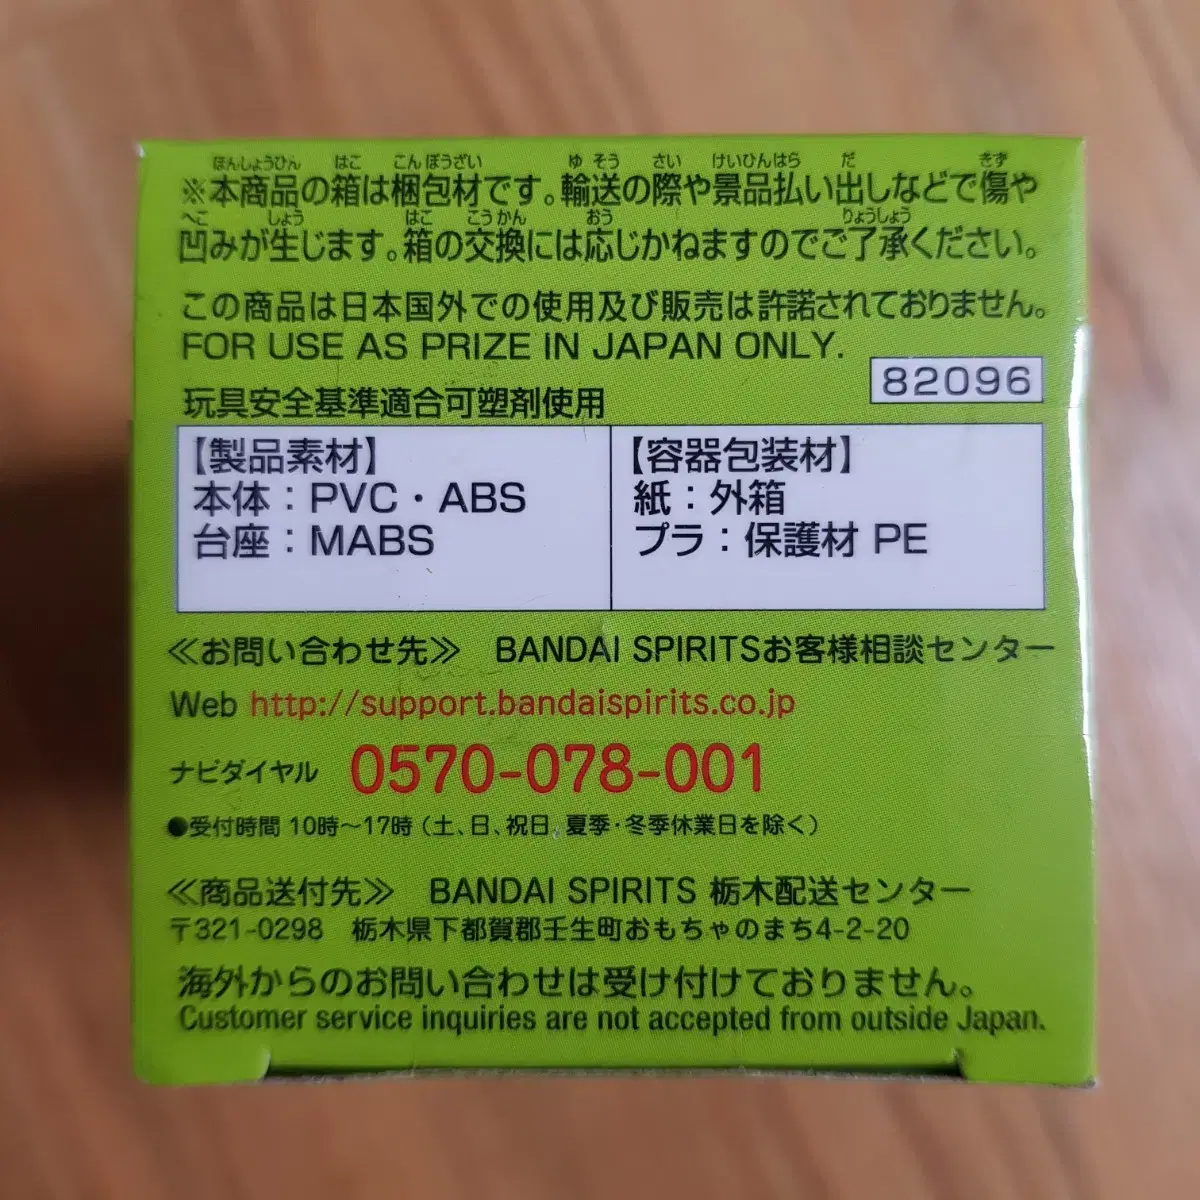 ほんしょうひん はこ こんぽうざい ゆそう さい けいひんはら だ きず
※本商品の箱は梱包材です。輸送の際や景品払い出しなどで傷や
へこ しょう はこ こうかん おう りょうしょう
凹みが生じます。箱の交換には応じかねますのでご了承ください。
この商品は日本国外での使用及び販売は許諾されておりません。
FOR USE AS PRIZE IN JAPAN ONLY.
82096
玩具安全基準適合可塑剤使用
【製品素材】
本体：PVC・ABS
台座：MABS
【容器包装材】
紙：外箱
プラ：保護材 PE
≪お問い合わせ先≫ BANDAI SPIRITSお客様相談センター
Web http://support.bandaispirits.co.jp
ナビダイヤル 0570-078-001
●受付時間 10時～17時（土、日、祝日、夏季・冬季休業日を除く）
≪商品送付先≫ BANDAI SPIRITS 栃木配送センター
〒321-0298 栃木県下都賀郡壬生町おもちゃのまち4-2-20
海外からのお問い合わせは受け付けておりません。
Customer service inquiries are not accepted from outside Japan.